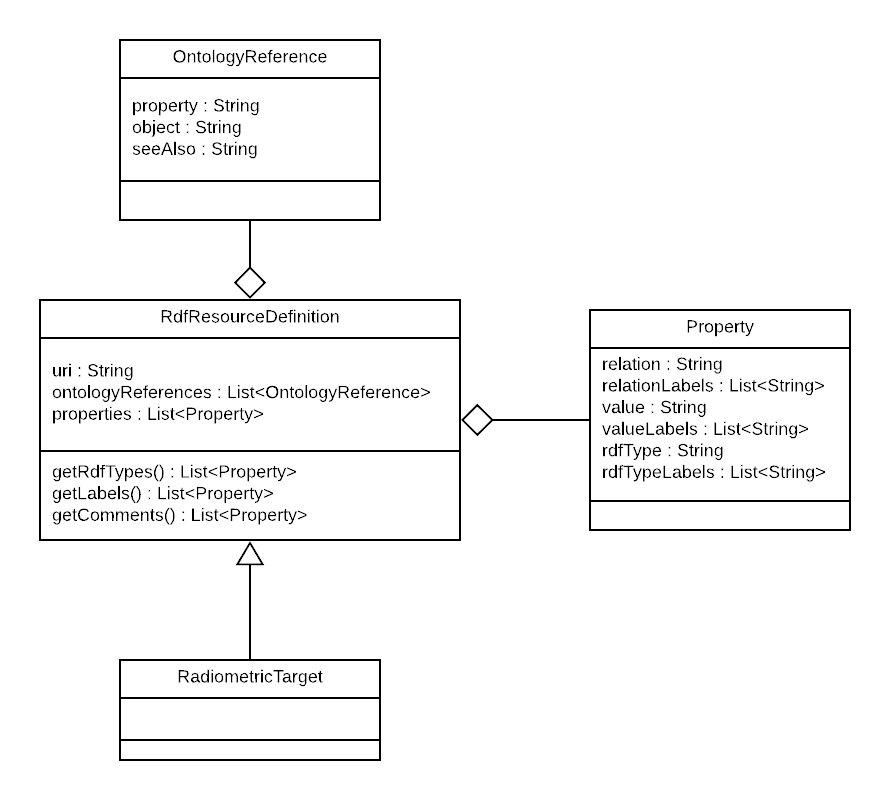 OntologyReference
property : String
object : String
seeAlso : String
RdfResourceDefinition
uri : String
ontologyReferences : List<OntologyReference>
properties : List<Property>
getRdfTypes() : List<Property>
getLabels() : List<Property>
getComments() : List<Property>
Property
relation : String
relationLabels : List<String>
value : String
valueLabels : List<String>
rdfType : String
rdfTypeLabels : List<String>
RadiometricTarget